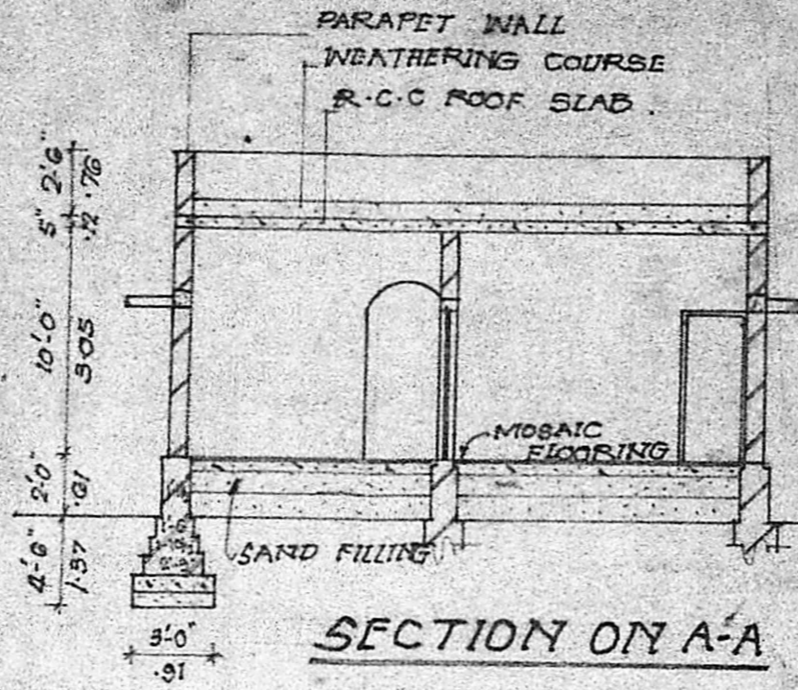 PARAPET WALL
WEATHERING COURSE
R.C.C ROOF SLAB.
2'-6"
.76
5"
.12
10'-0"
3.05
2'-0"
.61
4'-6"
1.37
MOSAIC
FLOORING
SAND FILLING
3'-0"
.91
SECTION ON A-A